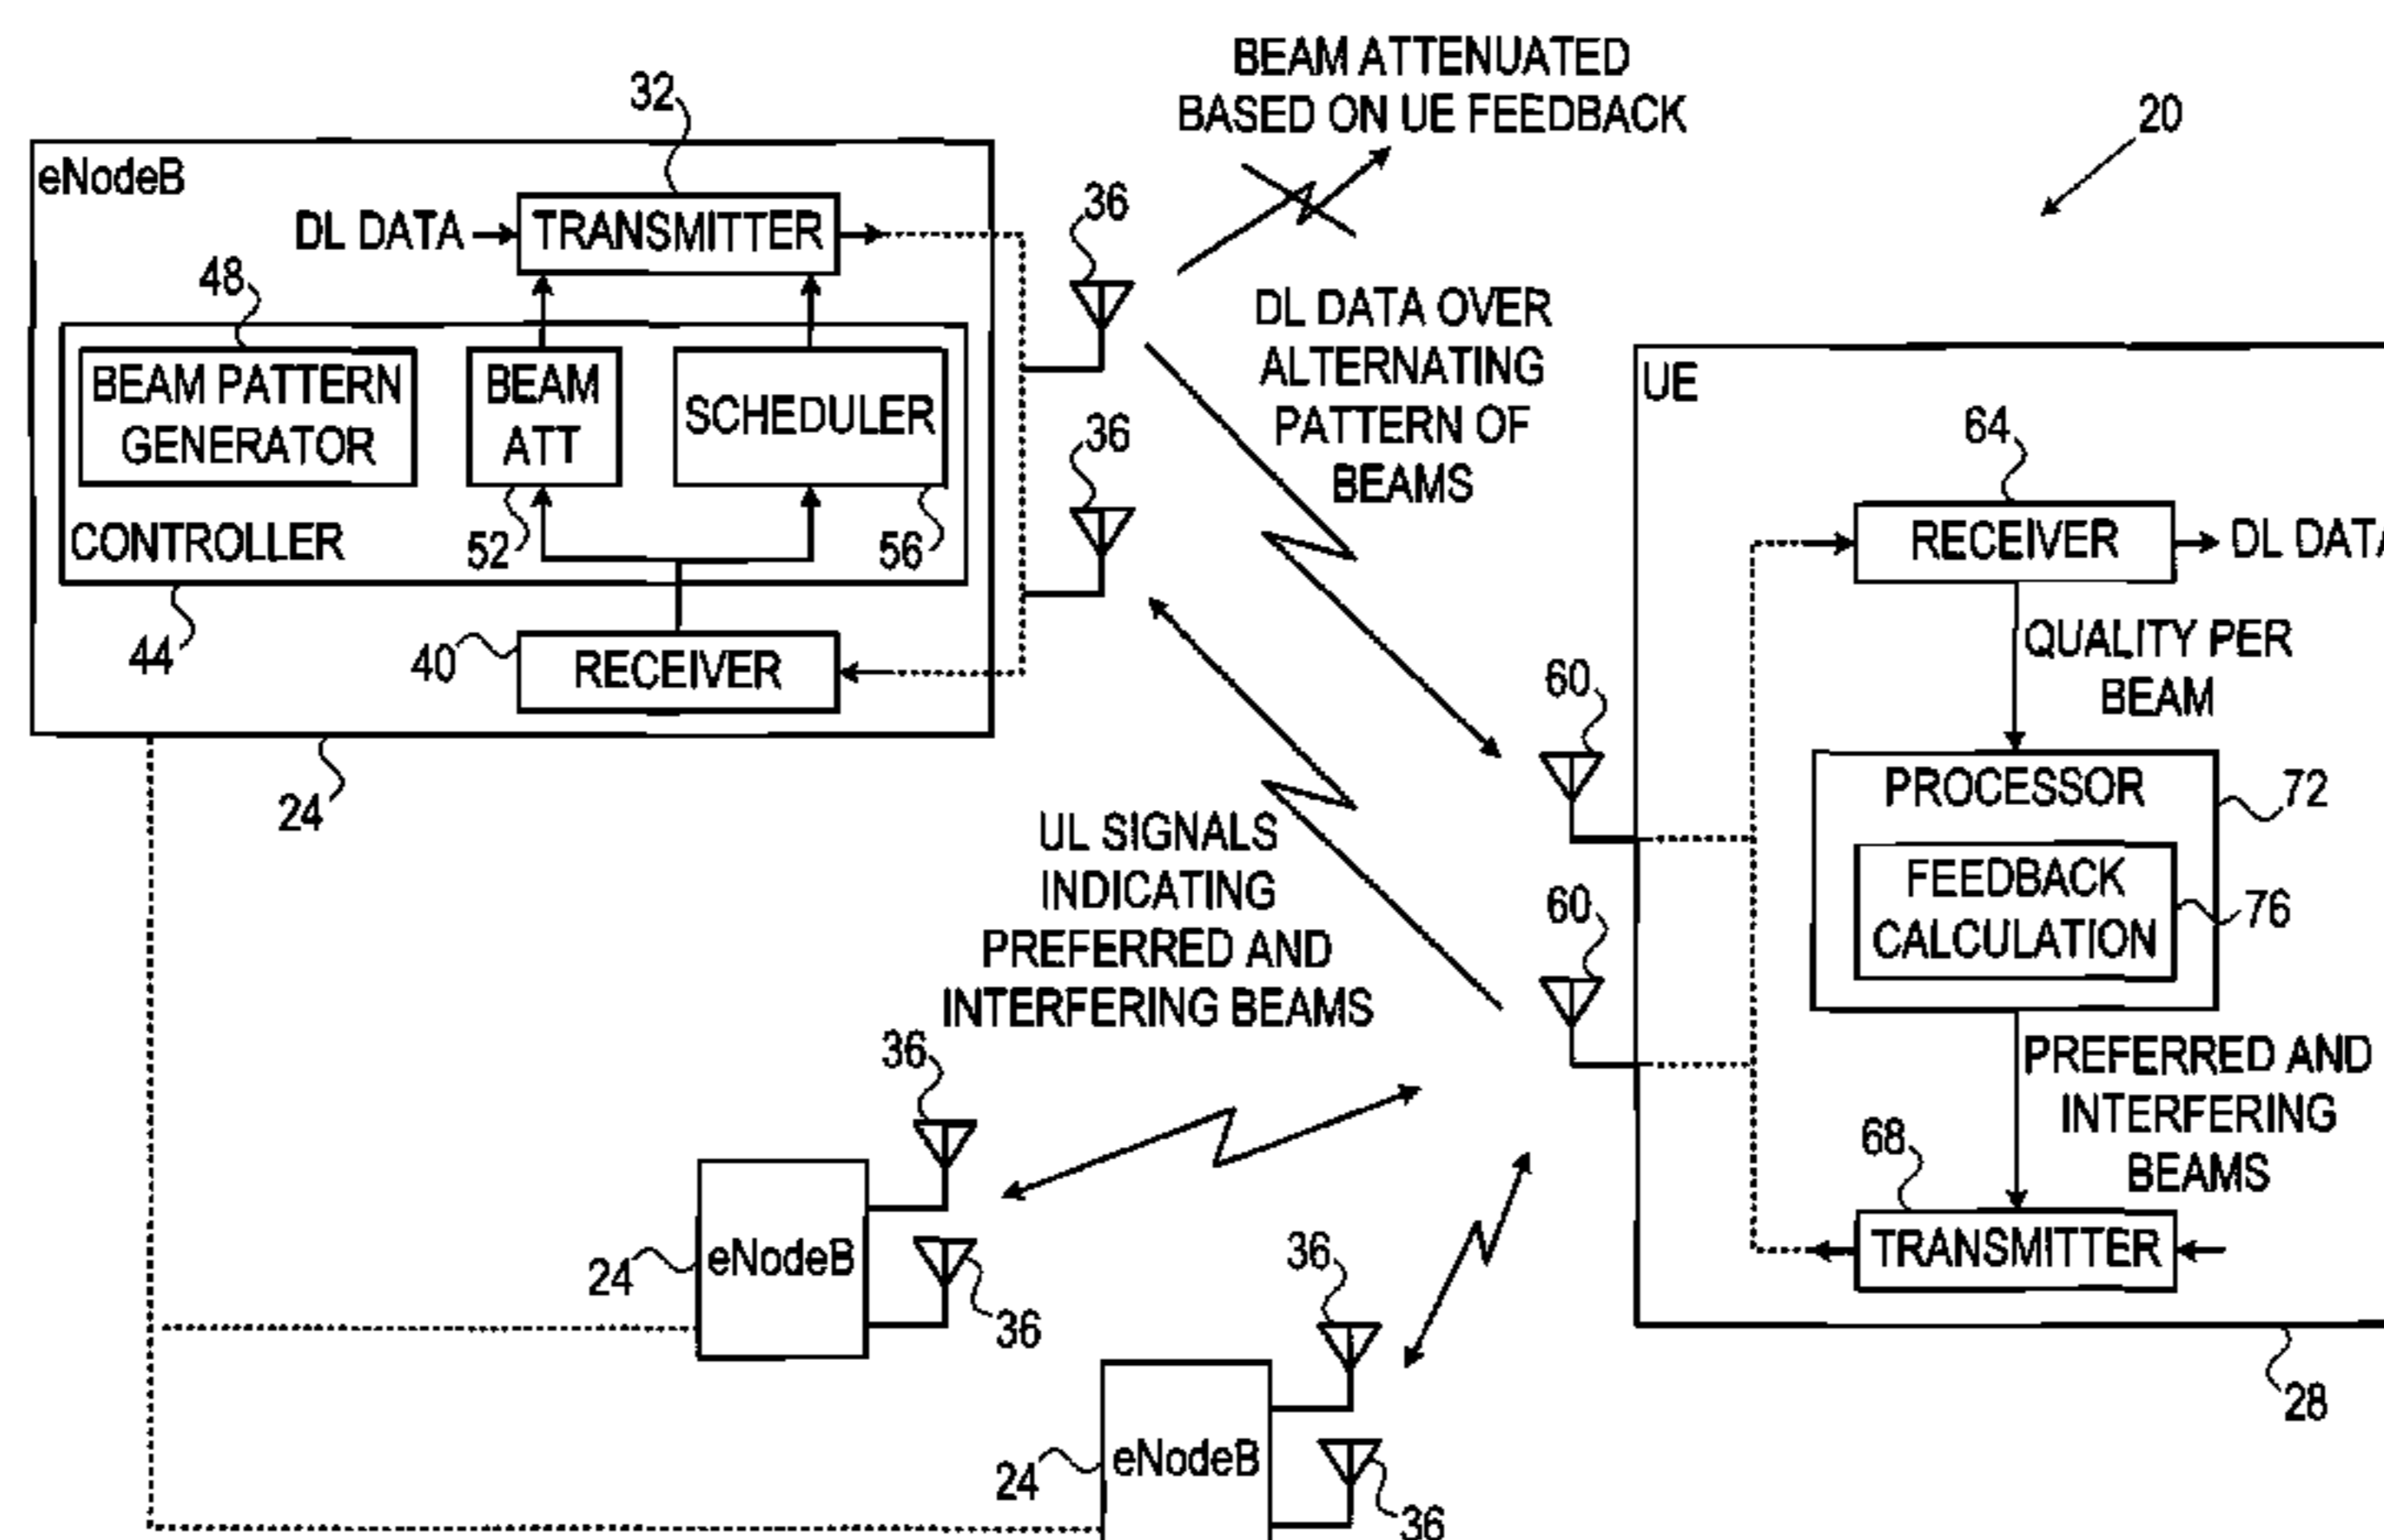 BEAM ATTENUATED
BASED ON UE FEEDBACK
20
32
eNodeB
DL DATA
TRANSMITTER
36
48
BEAM PATTERN
GENERATOR
BEAM
ATT
SCHEDULER
CONTROLLER
52
56
44
40
RECEIVER
24
36
DL DATA OVER
ALTERNATING
PATTERN OF
BEAMS
UL SIGNALS
INDICATING
PREFERRED AND
INTERFERING BEAMS
60
60
UE
64
RECEIVER
DL DATA
QUALITY PER
BEAM
PROCESSOR
72
FEEDBACK
CALCULATION
76
PREFERRED AND
INTERFERING
BEAMS
68
TRANSMITTER
28
36
24
eNodeB
36
36
24
eNodeB
36